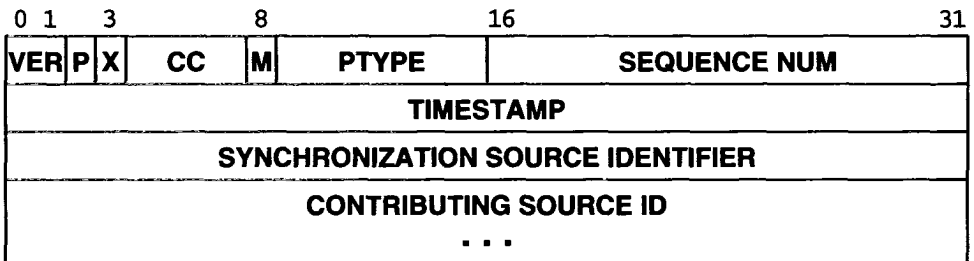 0 1 3 8 16 31
VER P X CC M PTYPE SEQUENCE NUM
TIMESTAMP
SYNCHRONIZATION SOURCE IDENTIFIER
CONTRIBUTING SOURCE ID
...